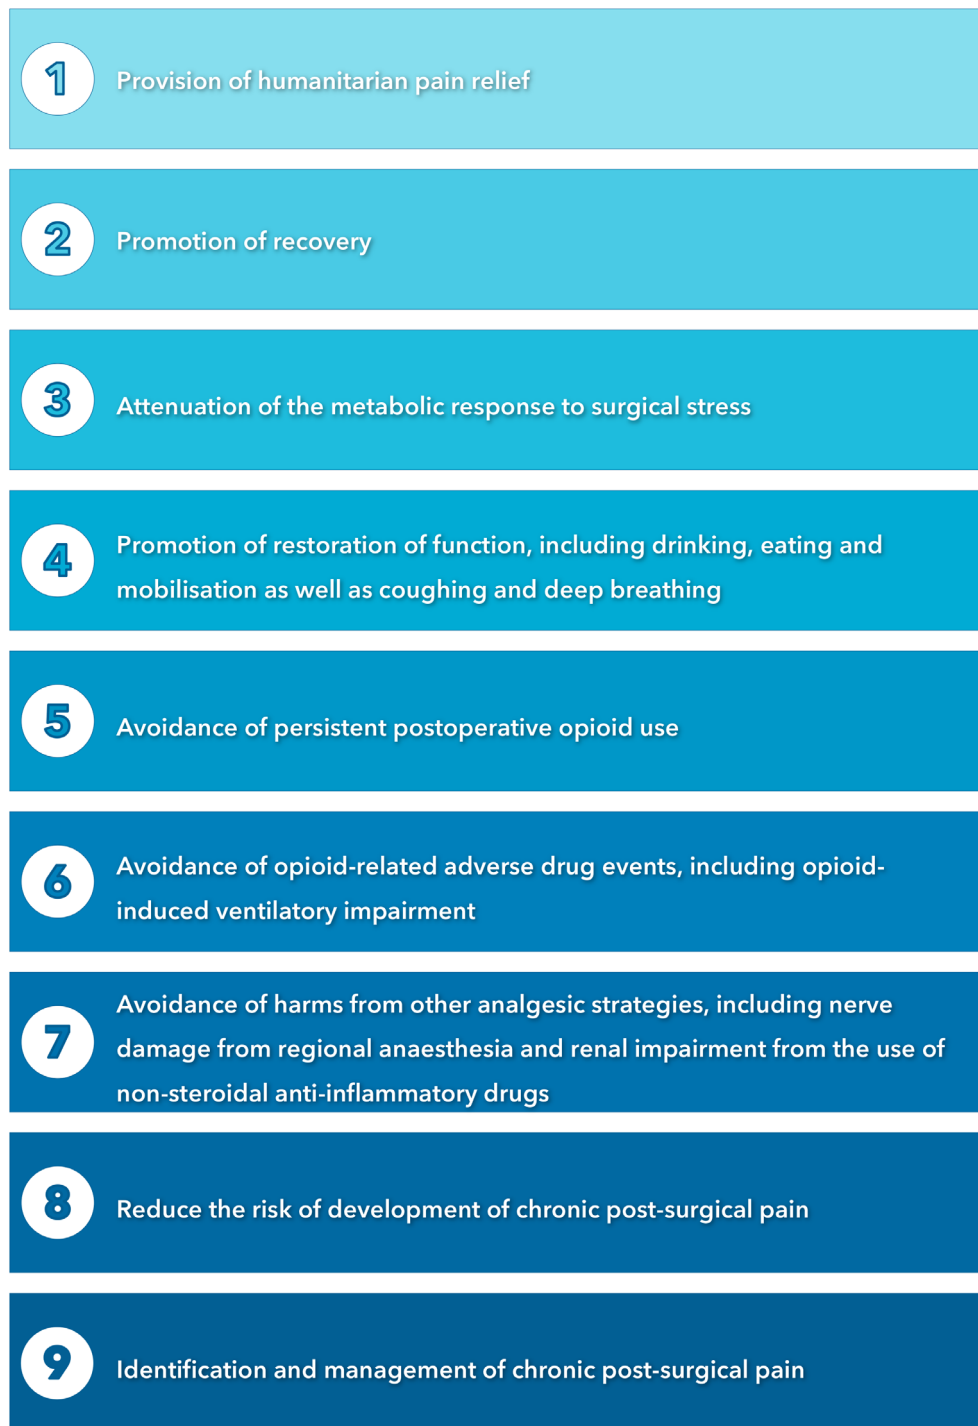 1
Provision of humanitarian pain relief
2
Promotion of recovery
3
Attenuation of the metabolic response to surgical stress
4
Promotion of restoration of function, including drinking, eating and
mobilisation as well as coughing and deep breathing
5
Avoidance of persistent postoperative opioid use
6
Avoidance of opioid-related adverse drug events, including opioid-
induced ventilatory impairment
7
Avoidance of harms from other analgesic strategies, including nerve
damage from regional anaesthesia and renal impairment from the use of
non-steroidal anti-inflammatory drugs
8
Reduce the risk of development of chronic post-surgical pain
9
Identification and management of chronic post-surgical pain